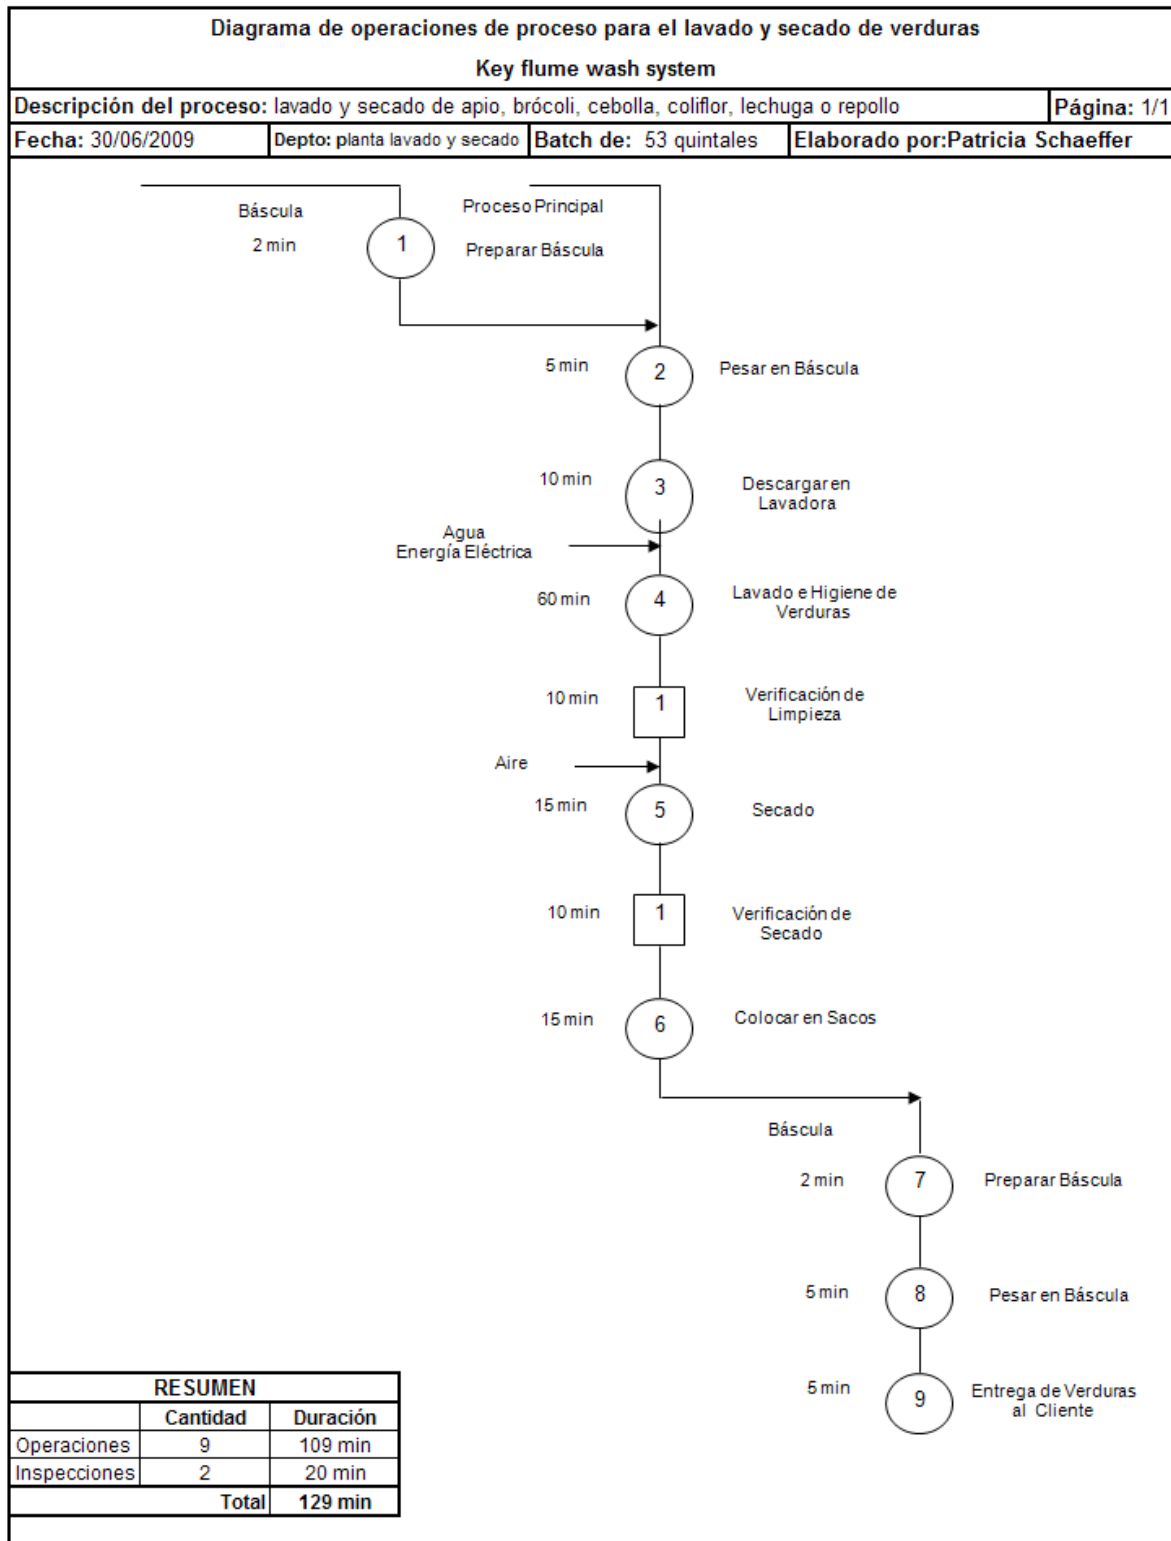 Diagrama de operaciones de proceso para el lavado y secado de verduras
Key flume wash system
Descripción del proceso: lavado y secado de apio, brócoli, cebolla, coliflor, lechuga o repollo
Página: 1/1
Fecha: 30/06/2009
Depto: planta lavado y secado
Batch de: 53 quintales
Elaborado por:Patricia Schaeffer
Báscula
Proceso Principal
2 min
1
Preparar Báscula
5 min
2
Pesar en Báscula
10 min
3
Descargar en
Lavadora
Agua
Energía Eléctrica
60 min
4
Lavado e Higiene de
Verduras
10 min
1
Verificación de
Limpieza
Aire
15 min
5
Secado
10 min
1
Verificación de
Secado
15 min
6
Colocar en Sacos
Báscula
2 min
7
Preparar Báscula
5 min
8
Pesar en Báscula
5 min
9
Entrega de Verduras
al Cliente
RESUMEN
Cantidad Duración
Operaciones 9 109 min
Inspecciones 2 20 min
Total 129 min